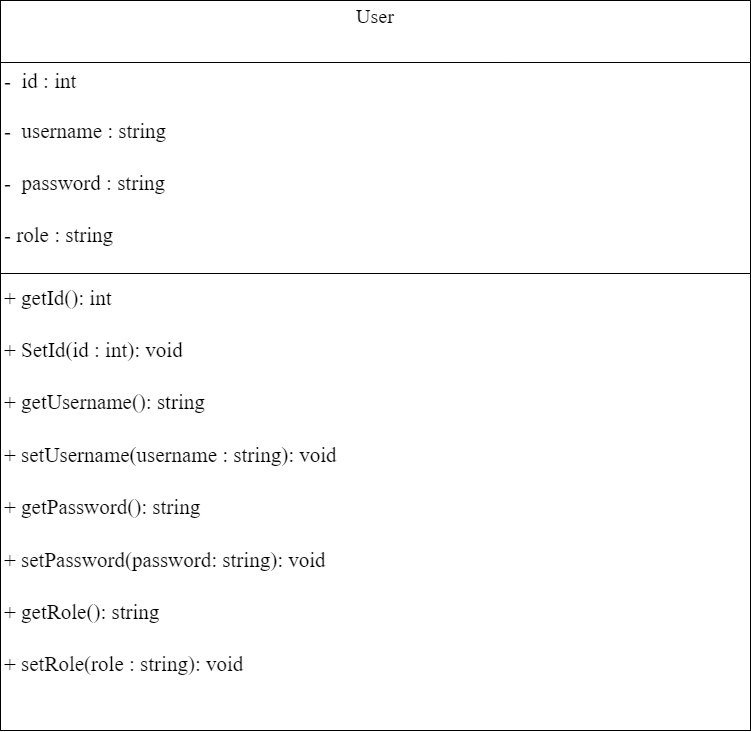 User
- id : int
- username : string
- password : string
- role : string
+ getId(): int
+ SetId(id : int): void
+ getUsername(): string
+ setUsername(username : string): void
+ getPassword(): string
+ setPassword(password: string): void
+ getRole(): string
+ setRole(role : string): void